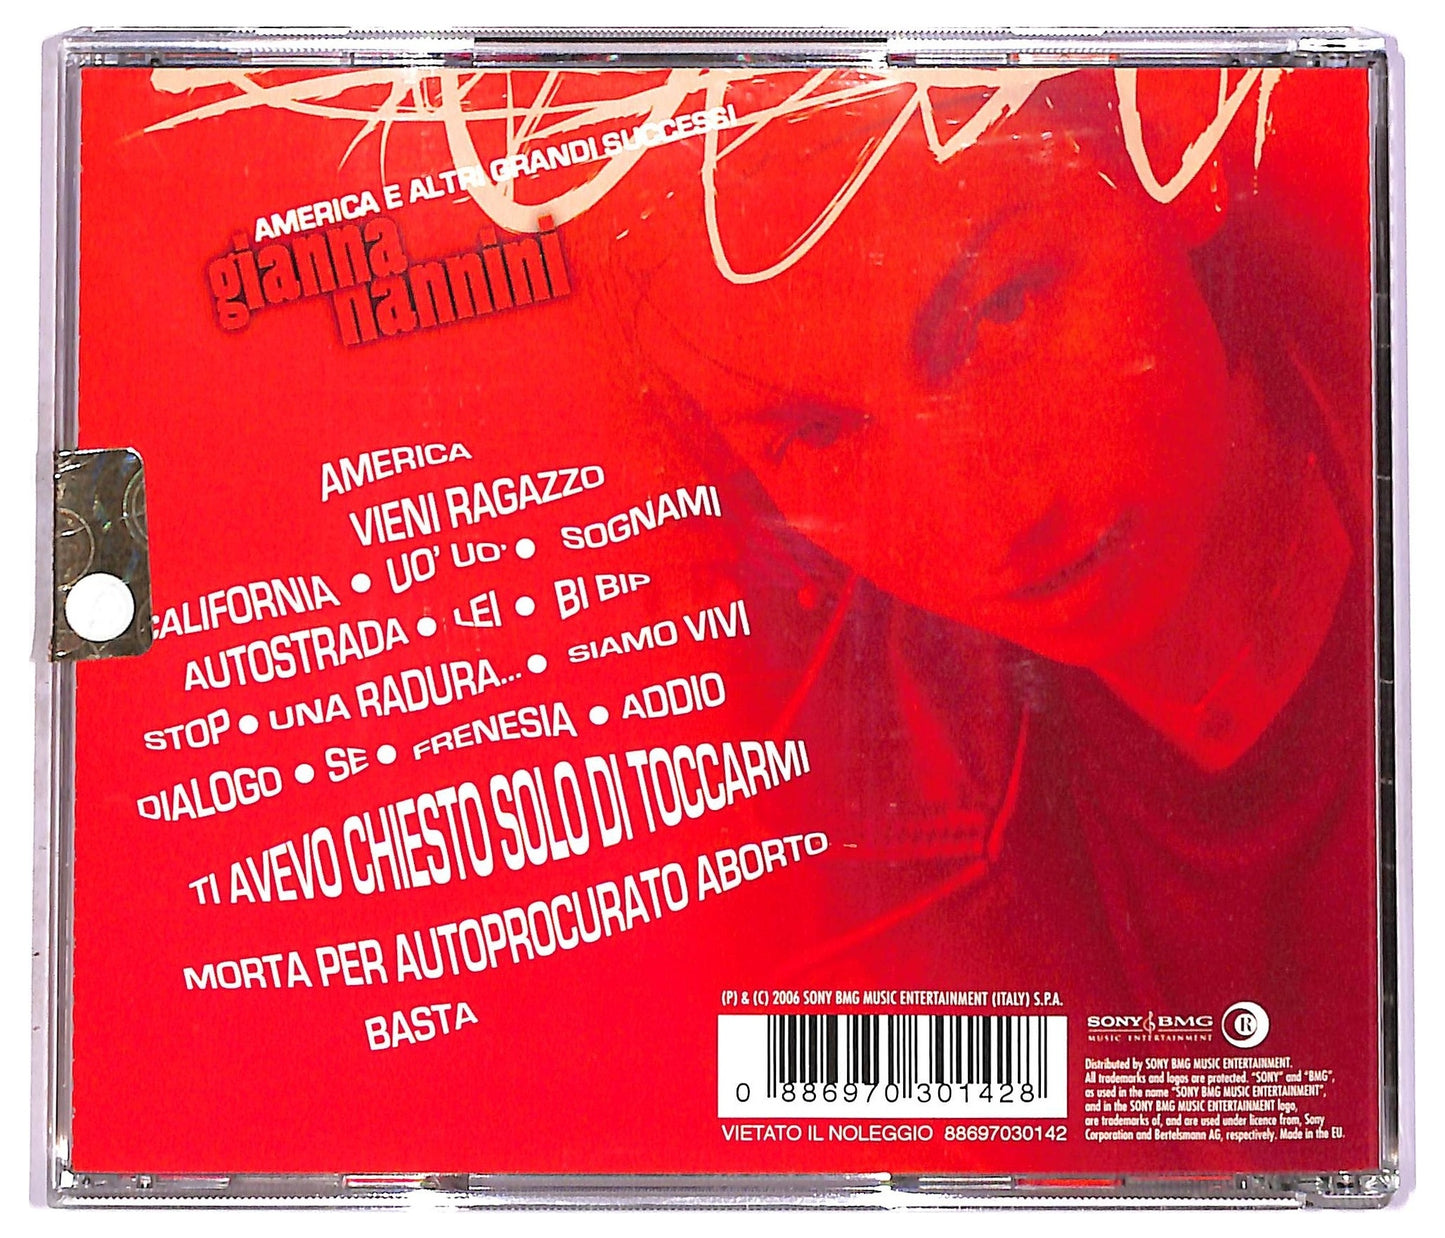 AMERICA E ALTRI GRANDI SUCCESSI
gianna
nannini
AMERICA
VIENI RAGAZZO
CALIFORNIA • UO' UO' • SOGNAMI
AUTOSTRADA • LEI • BI BIP
STOP • UNA RADURA... • SIAMO VIVI
DIALOGO • SE • FRENESIA • ADDIO
TI AVEVO CHIESTO SOLO DI TOCCARMI
MORTA PER AUTOPROCURATO ABORTO
BASTA
(P) & (C) 2006 SONY BMG MUSIC ENTERTAINMENT (ITALY) S.P.A.
0 886970 301428
VIETATO IL NOLEGGIO 88697030142
SONY BMG
MUSIC ENTERTAINMENT
R
Distributed by SONY BMG MUSIC ENTERTAINMENT.
All trademarks and logos are protected. "SONY" and "BMG",
as used in the name "SONY BMG MUSIC ENTERTAINMENT",
and in the SONY BMG MUSIC ENTERTAINMENT logo,
are trademarks of, and are used under licence from, Sony
Corporation and Bertelsmann AG, respectively. Made in the EU.